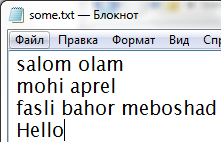 some.txt — Блокнот
Файл Правка Формат Вид Спр
salom olam
mohi aprel
fasli bahor meboshad
Hello